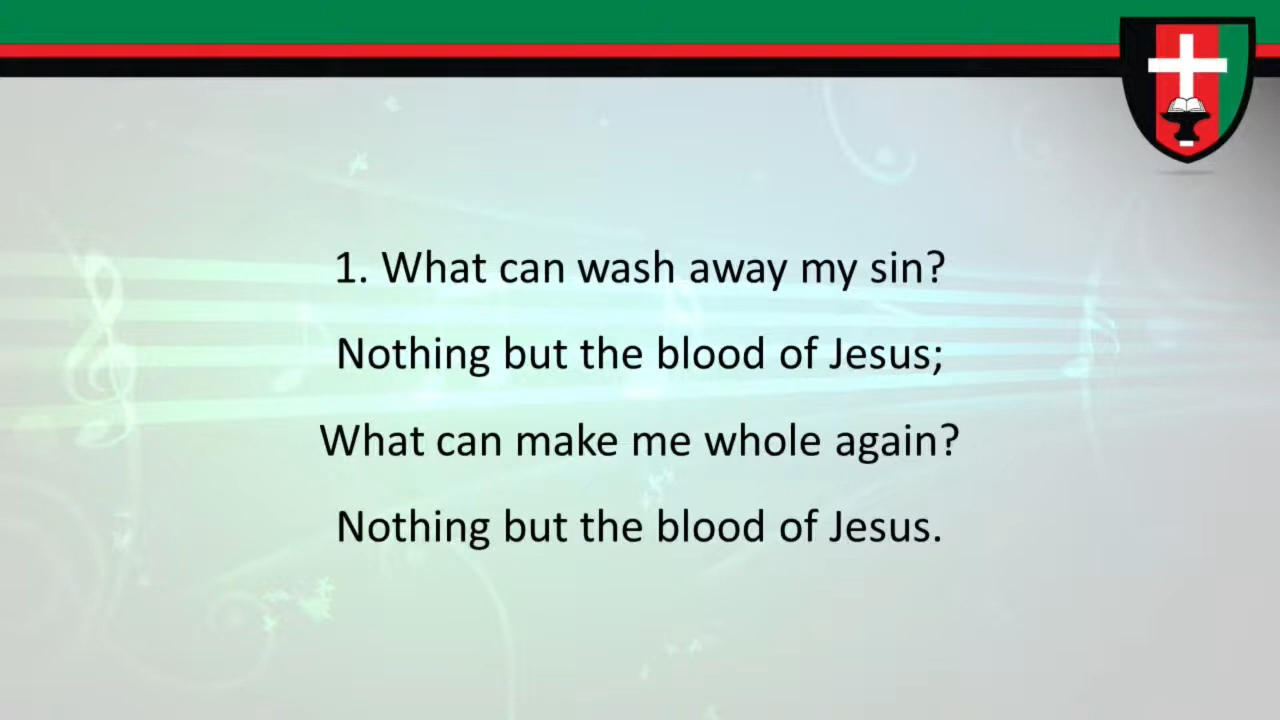 1. What can wash away my sin?
Nothing but the blood of Jesus;
What can make me whole again?
Nothing but the blood of Jesus.